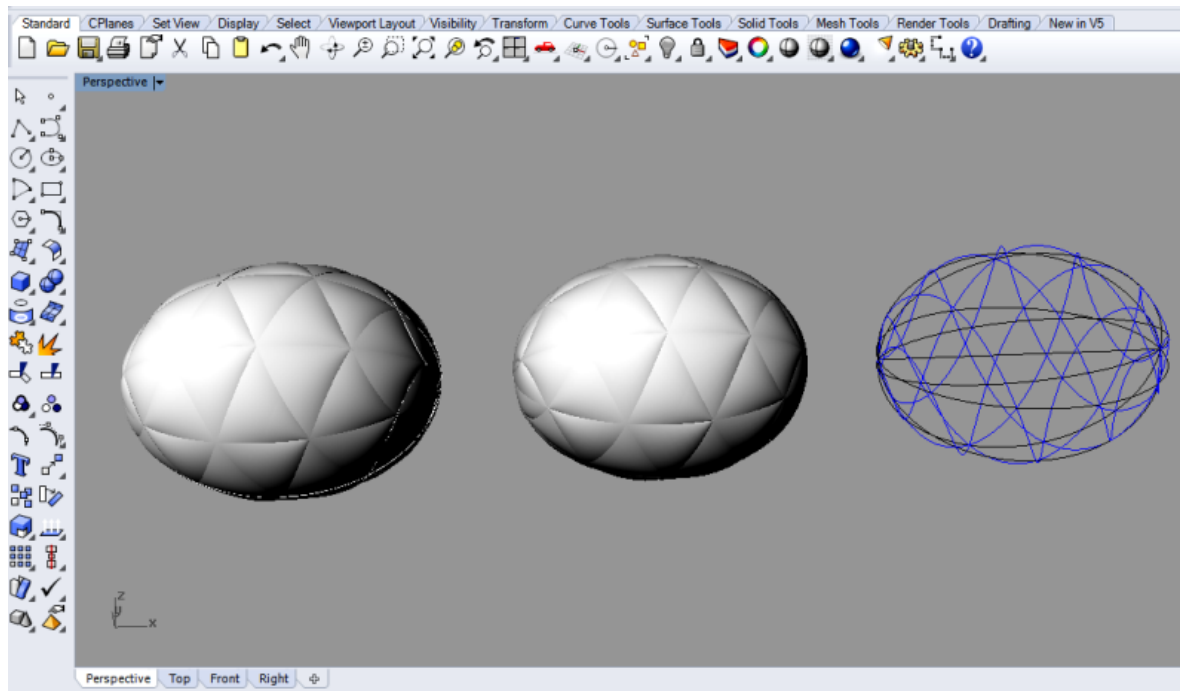 Standard CPlanes Set View Display Select Viewport Layout Visibility Transform Curve Tools Surface Tools Solid Tools Mesh Tools Render Tools Drafting New in V5
Perspective
z
y
x
Perspective Top Front Right